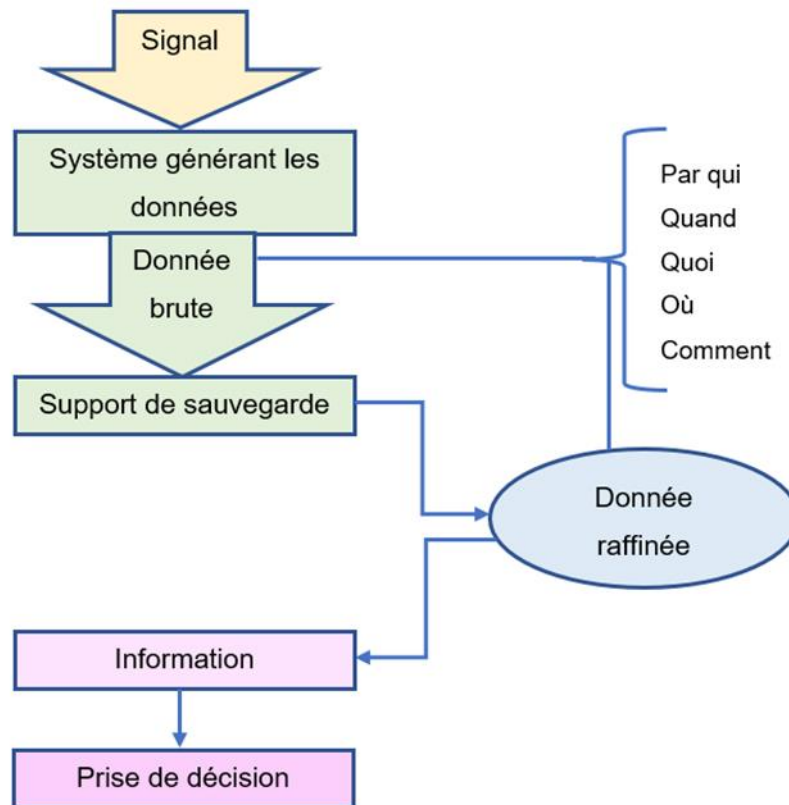 Signal
Système générant les
données
Donnée
brute
Support de sauvegarde
Par qui
Quand
Quoi
Où
Comment
Donnée
raffinée
Information
Prise de décision